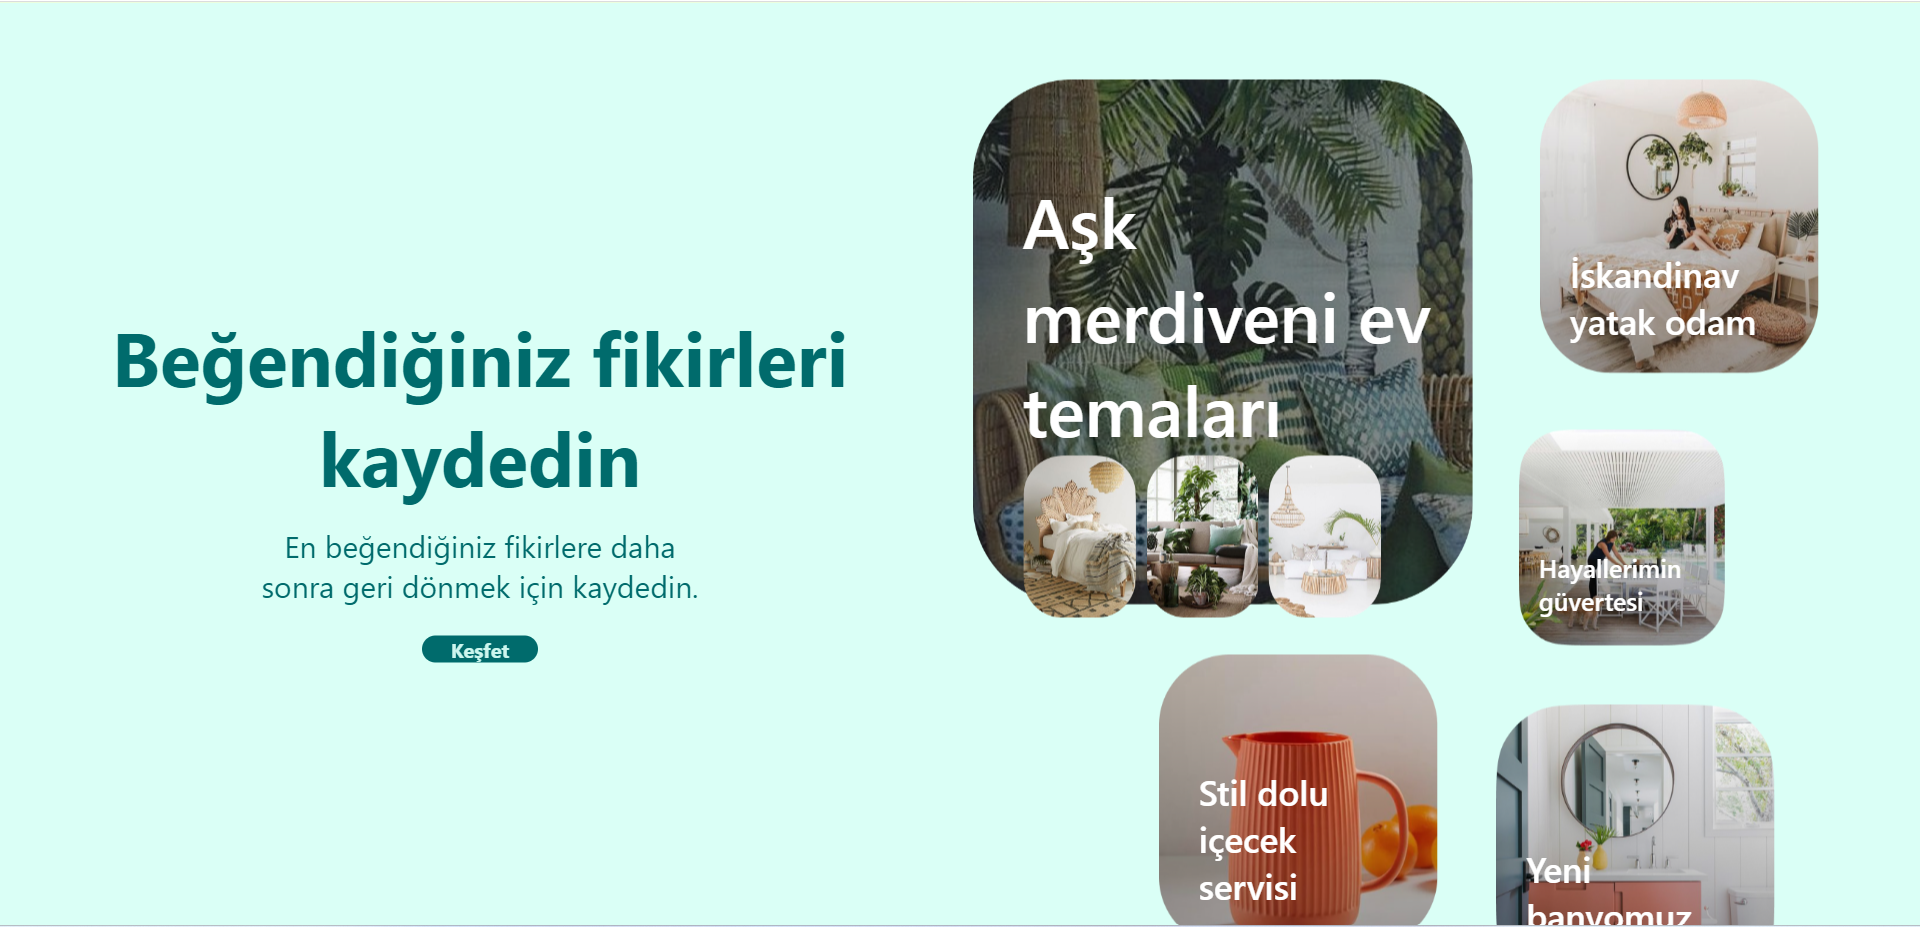 Beğendiğiniz fikirleri
kaydedin
En beğendiğiniz fikirlere daha
sonra geri dönmek için kaydedin.
Keşfet
Aşk
merdiveni ev
temaları
İskandinav
yatak odam
Hayallerimin
güvertesi
Stil dolu
içecek
servisi
Yeni
banyomuz